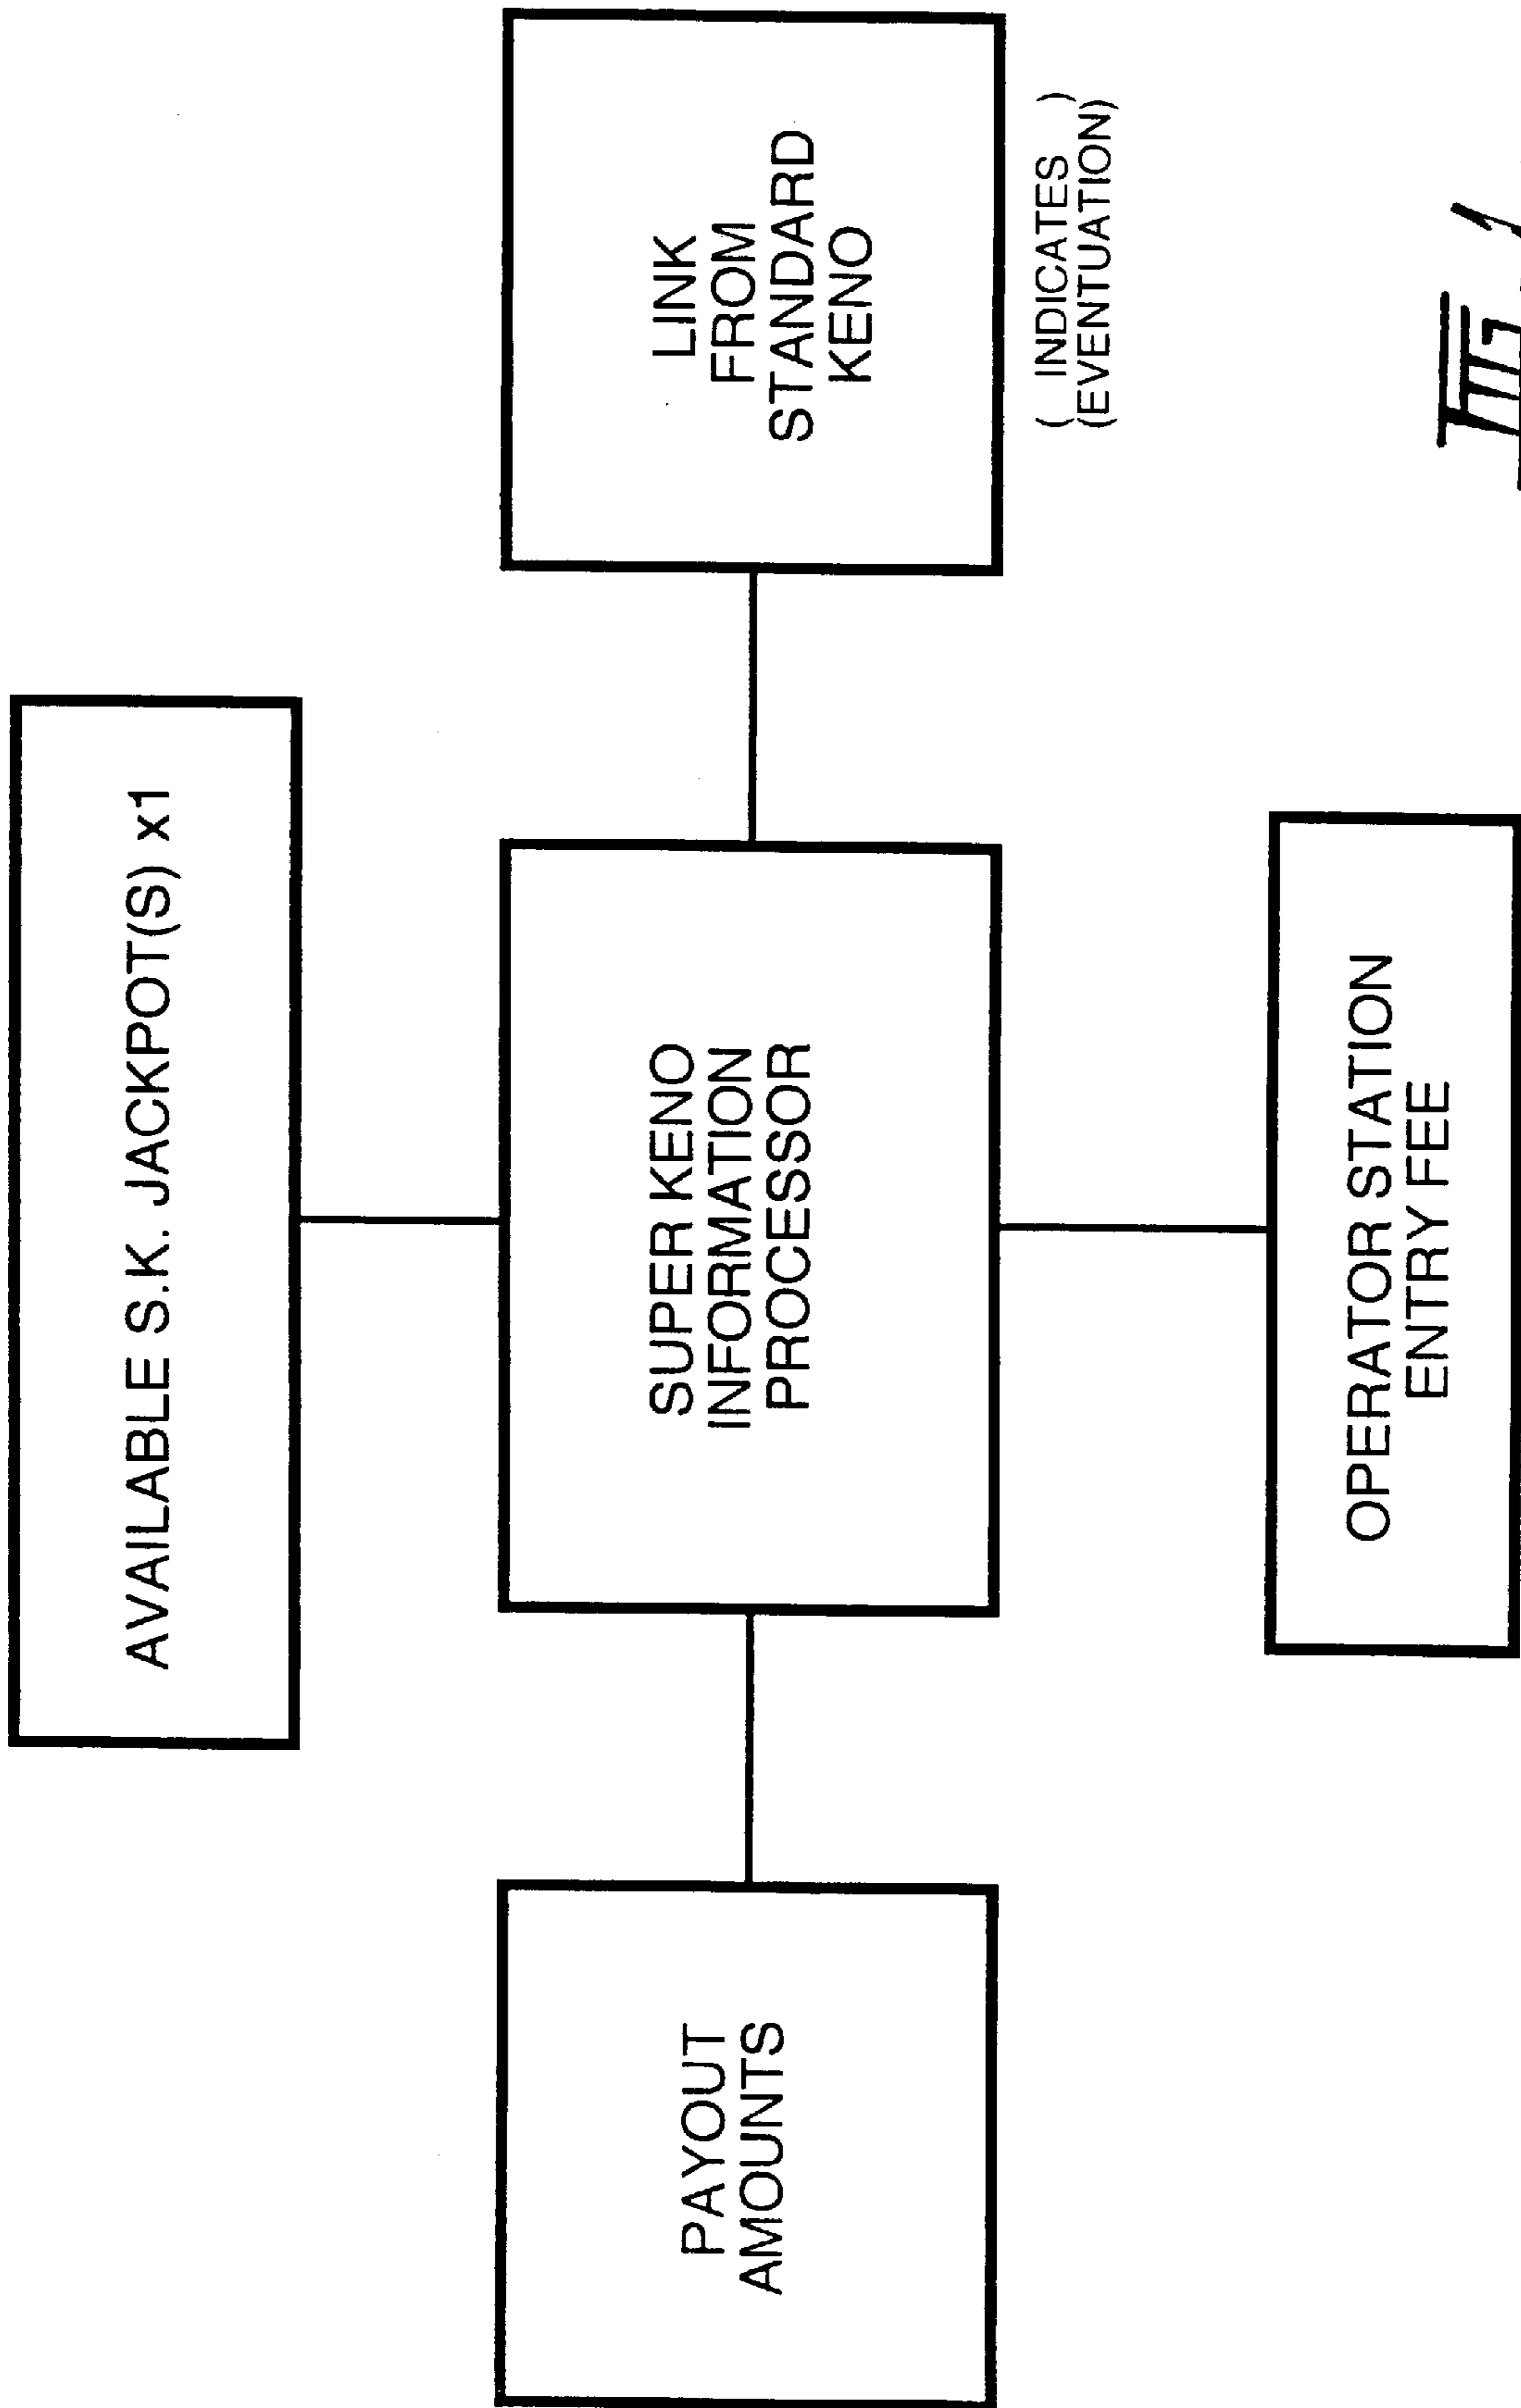 AVAILABLE S.K. JACKPOT(S) x1
PAYOUT
AMOUNTS
SUPER KENO
INFORMATION
PROCESSOR
LINK
FROM
STANDARD
KENO
( INDICATES )
(EVENTUATION)
OPERATOR STATION
ENTRY FEE